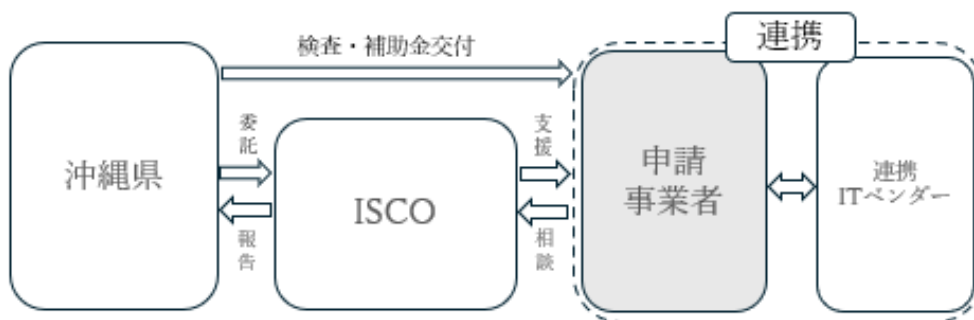 連携
検査・補助金交付
沖縄県
委託
報告
ISCO
支援
相談
申請
事業者
連携
ITベンダー